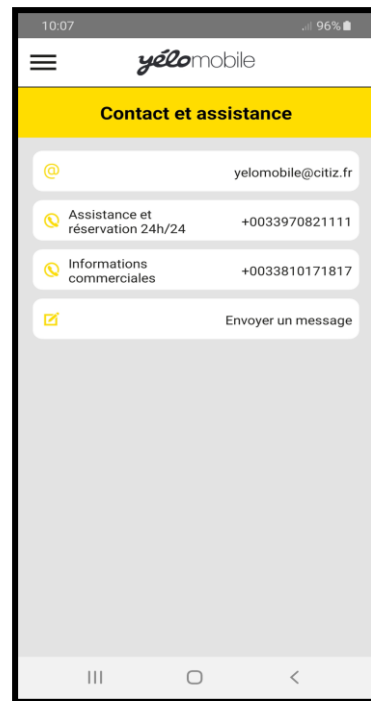 10:07
96%
yélomobile
Contact et assistance
@
yelomobile@citiz.fr
Assistance et
réservation 24h/24
+0033970821111
Informations
commerciales
+0033810171817
Envoyer un message